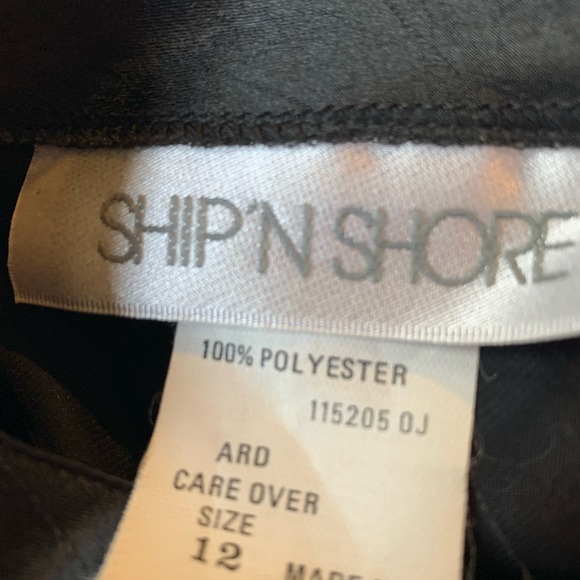 SHIP'N SHORE
100% POLYESTER
115205 OJ
ARD
CARE OVER
SIZE
12